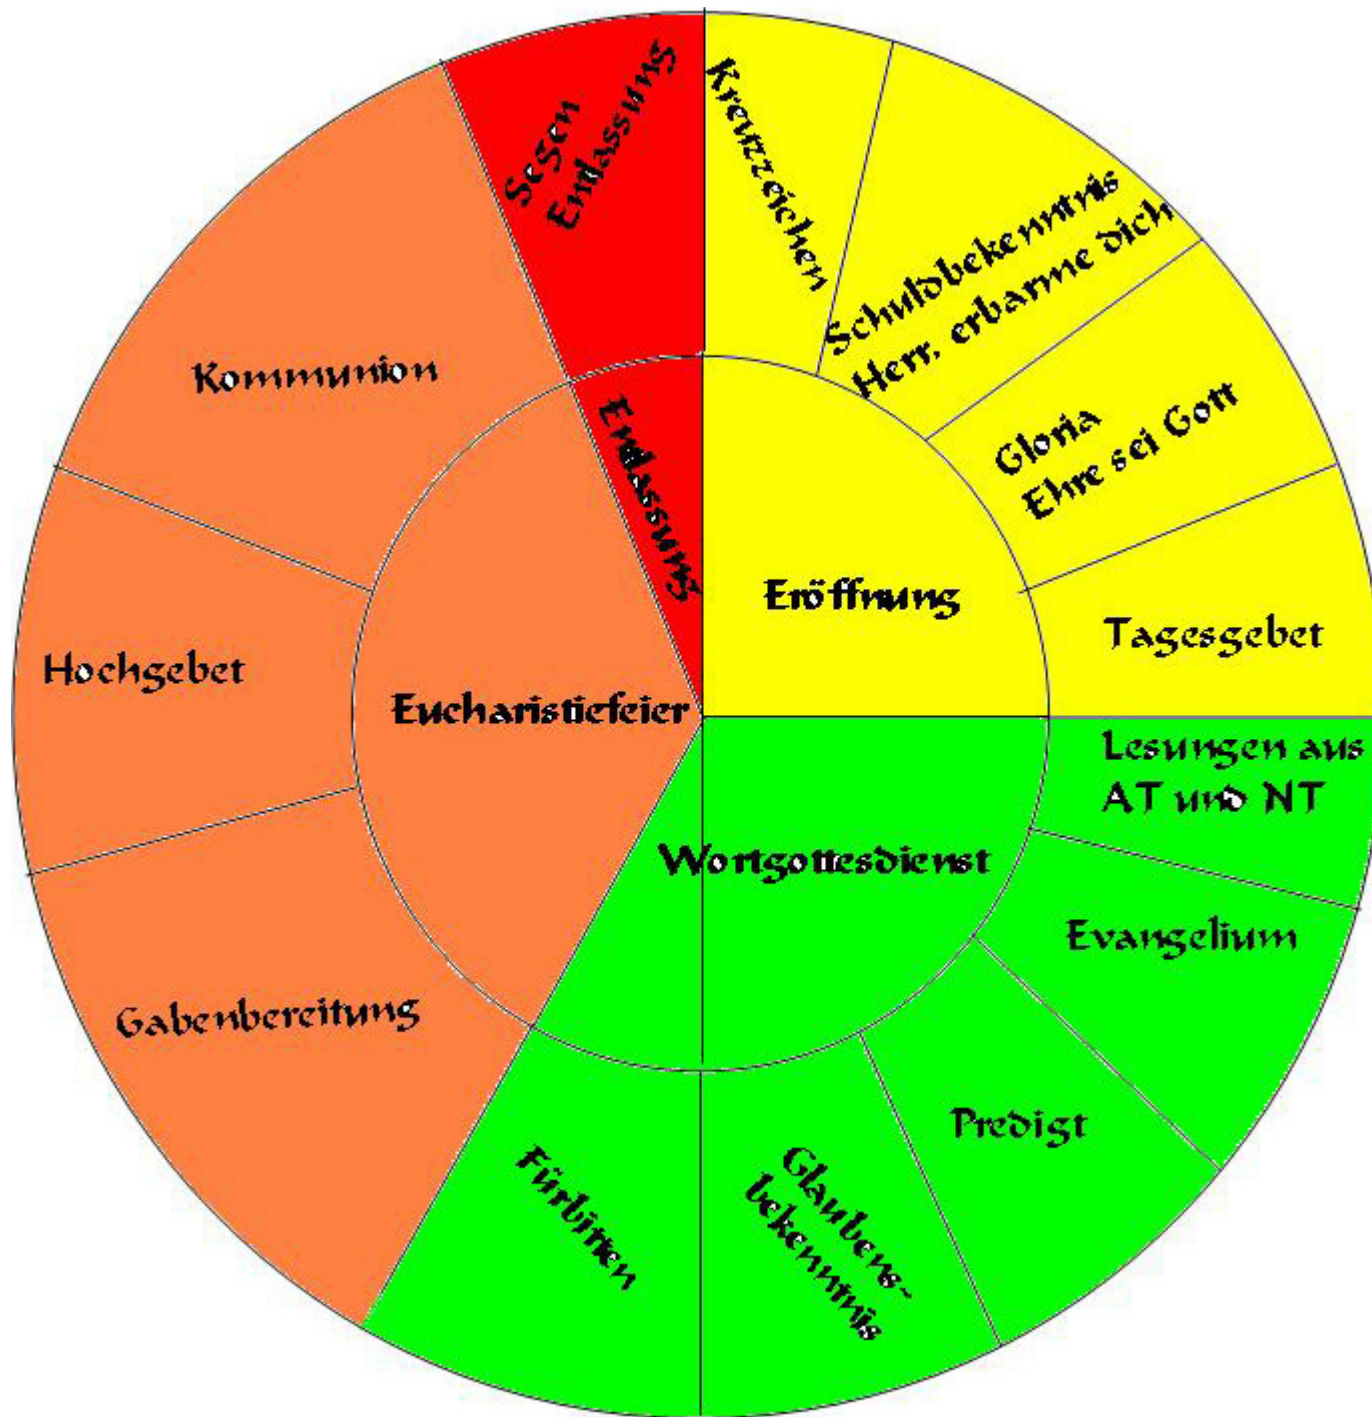 Kreuzzeichen
Schuldbekenntnis
Herr, erbarme dich
Gloria
Ehre sei Gott
Tagesgebet
Eröffnung
Lesungen aus
AT und NT
Evangelium
Predigt
Glaubens-
bekenntnis
Fürbitten
Wortgottesdienst
Gabenbereitung
Hochgebet
Kommunion
Eucharistiefeier
Segen
Entlassung
Entlassung